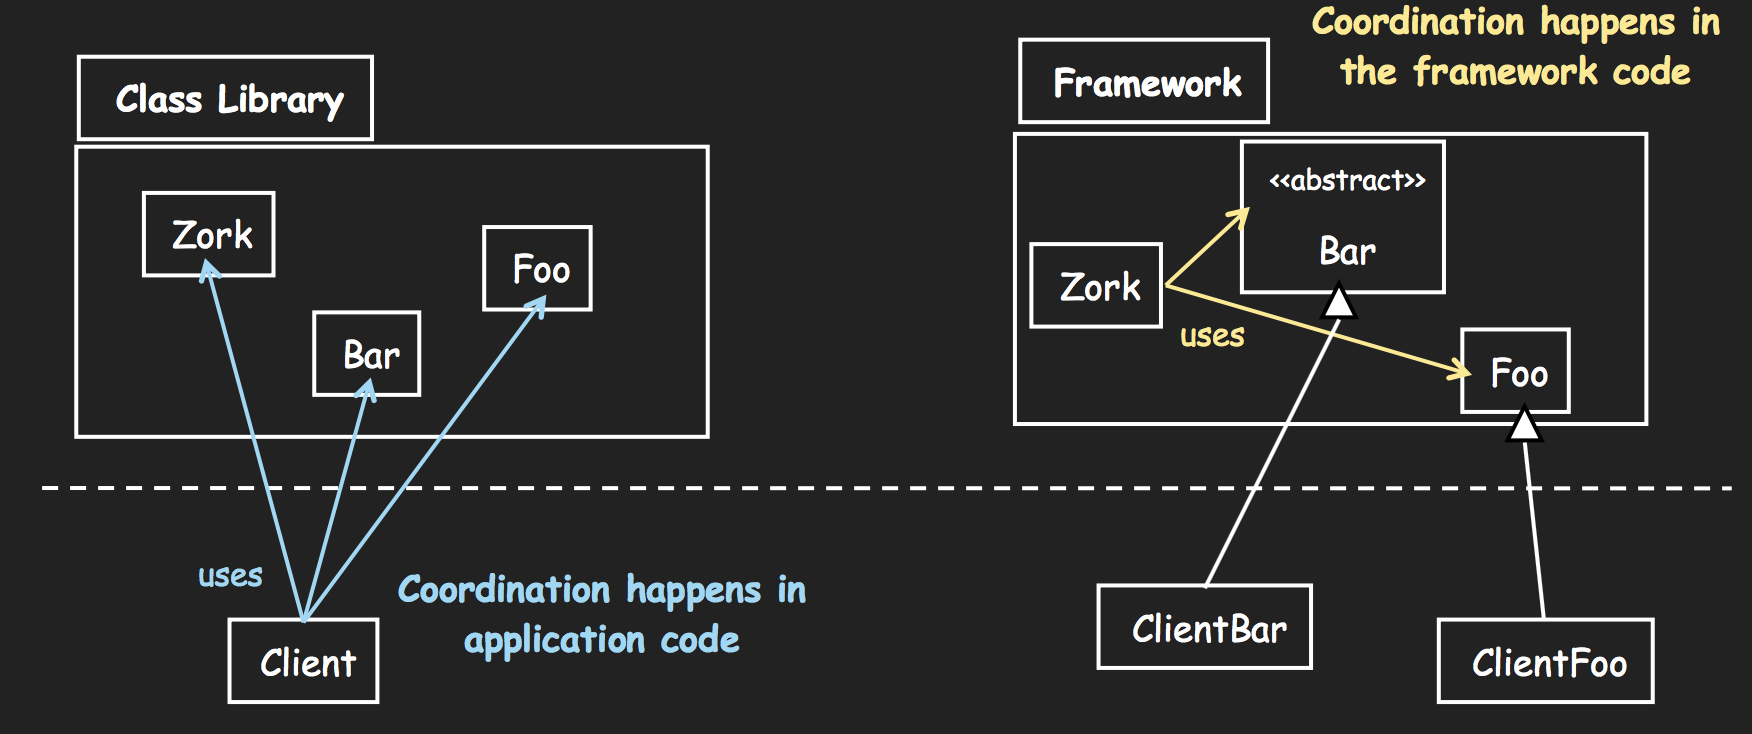 Class Library
Zork
Foo
Bar
uses
Coordination happens in
application code
Client
Coordination happens in
the framework code
Framework
<<abstract>>
Bar
Zork
uses
Foo
ClientBar
ClientFoo